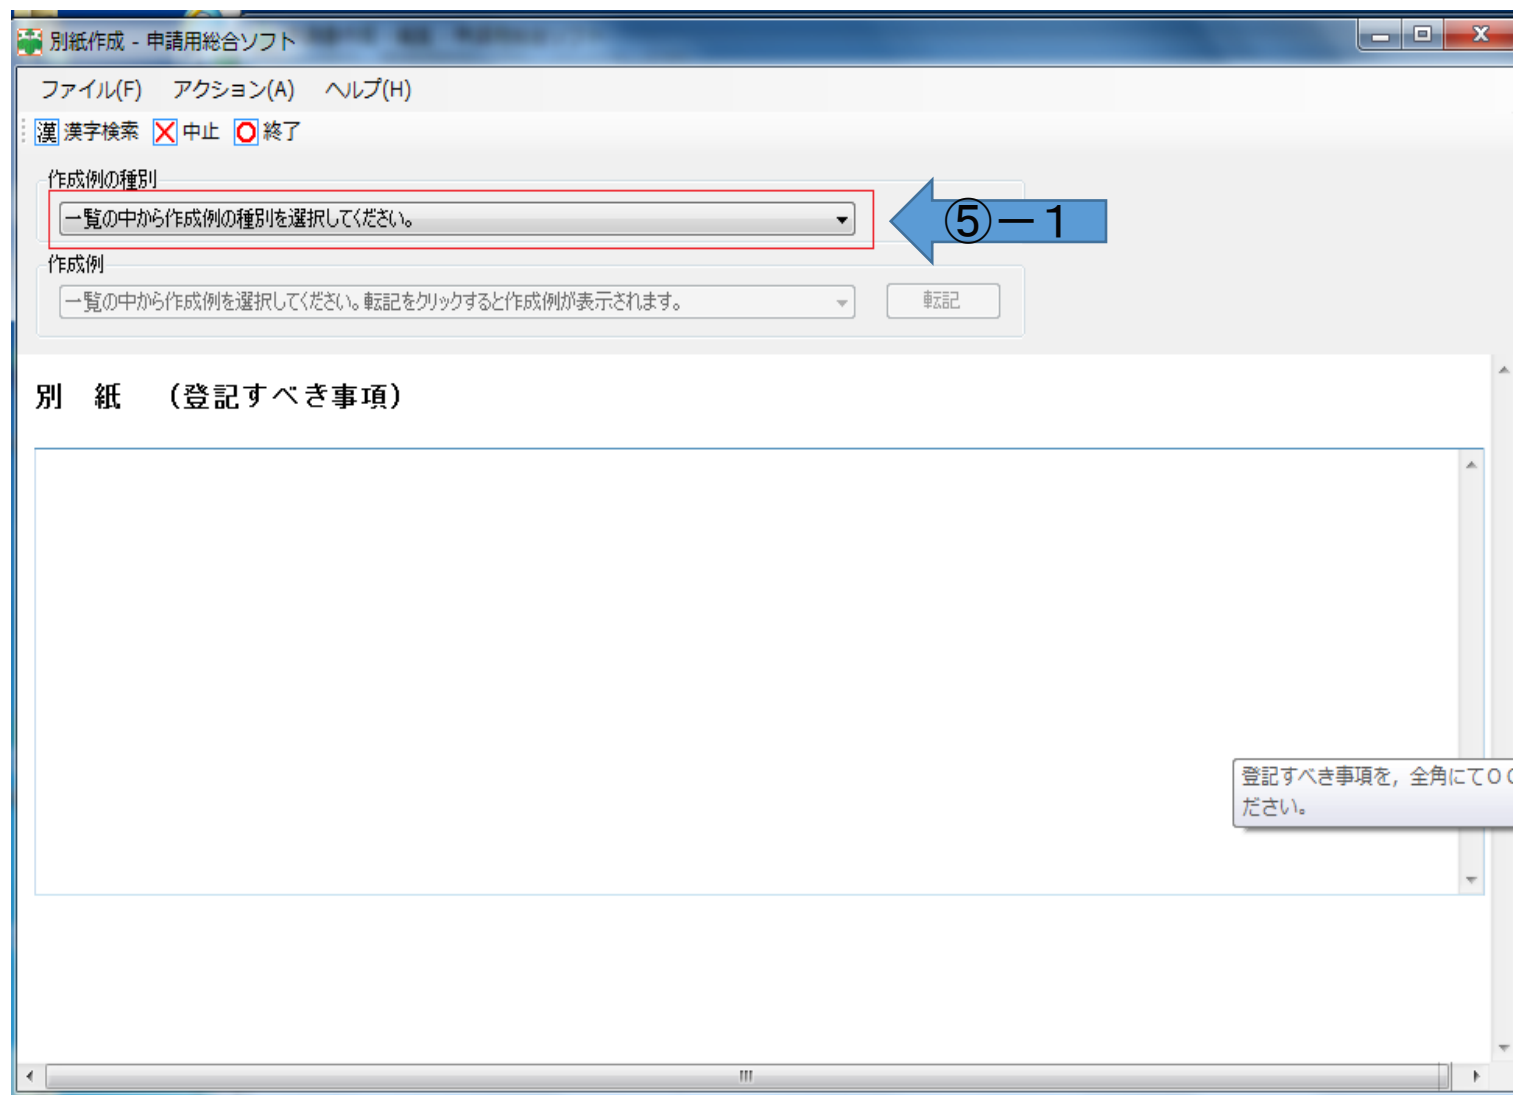 別紙作成 - 申請用総合ソフト
ファイル(F) アクション(A) ヘルプ(H)
漢 漢字検索 中止 終了
作成例の種別
一覧の中から作成例の種別を選択してください。
⑤－１
作成例
一覧の中から作成例を選択してください。転記をクリックすると作成例が表示されます。
転記
別　紙　（登記すべき事項）
登記すべき事項を，全角にて００
ださい。